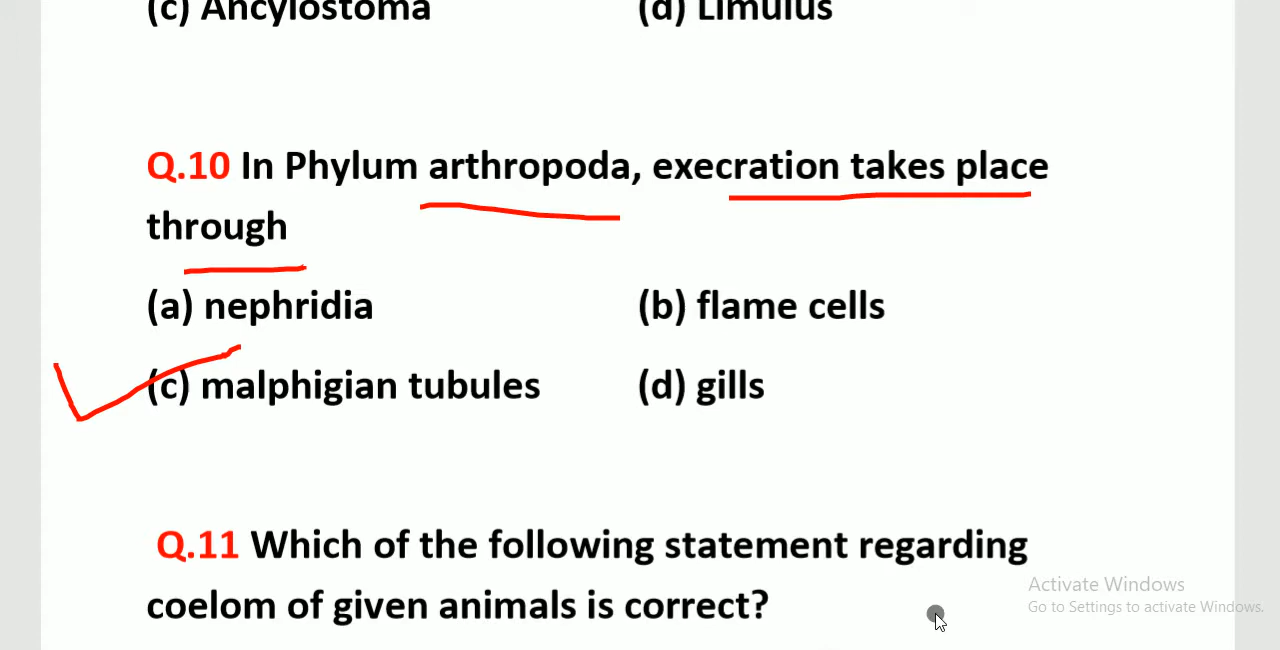 (c) Ancylostoma (d) Limulus
Q.10 In Phylum arthropoda, execration takes place
through
(a) nephridia (b) flame cells
(c) malphigian tubules (d) gills
Q.11 Which of the following statement regarding
coelom of given animals is correct?
Activate Windows
Go to Settings to activate Windows.